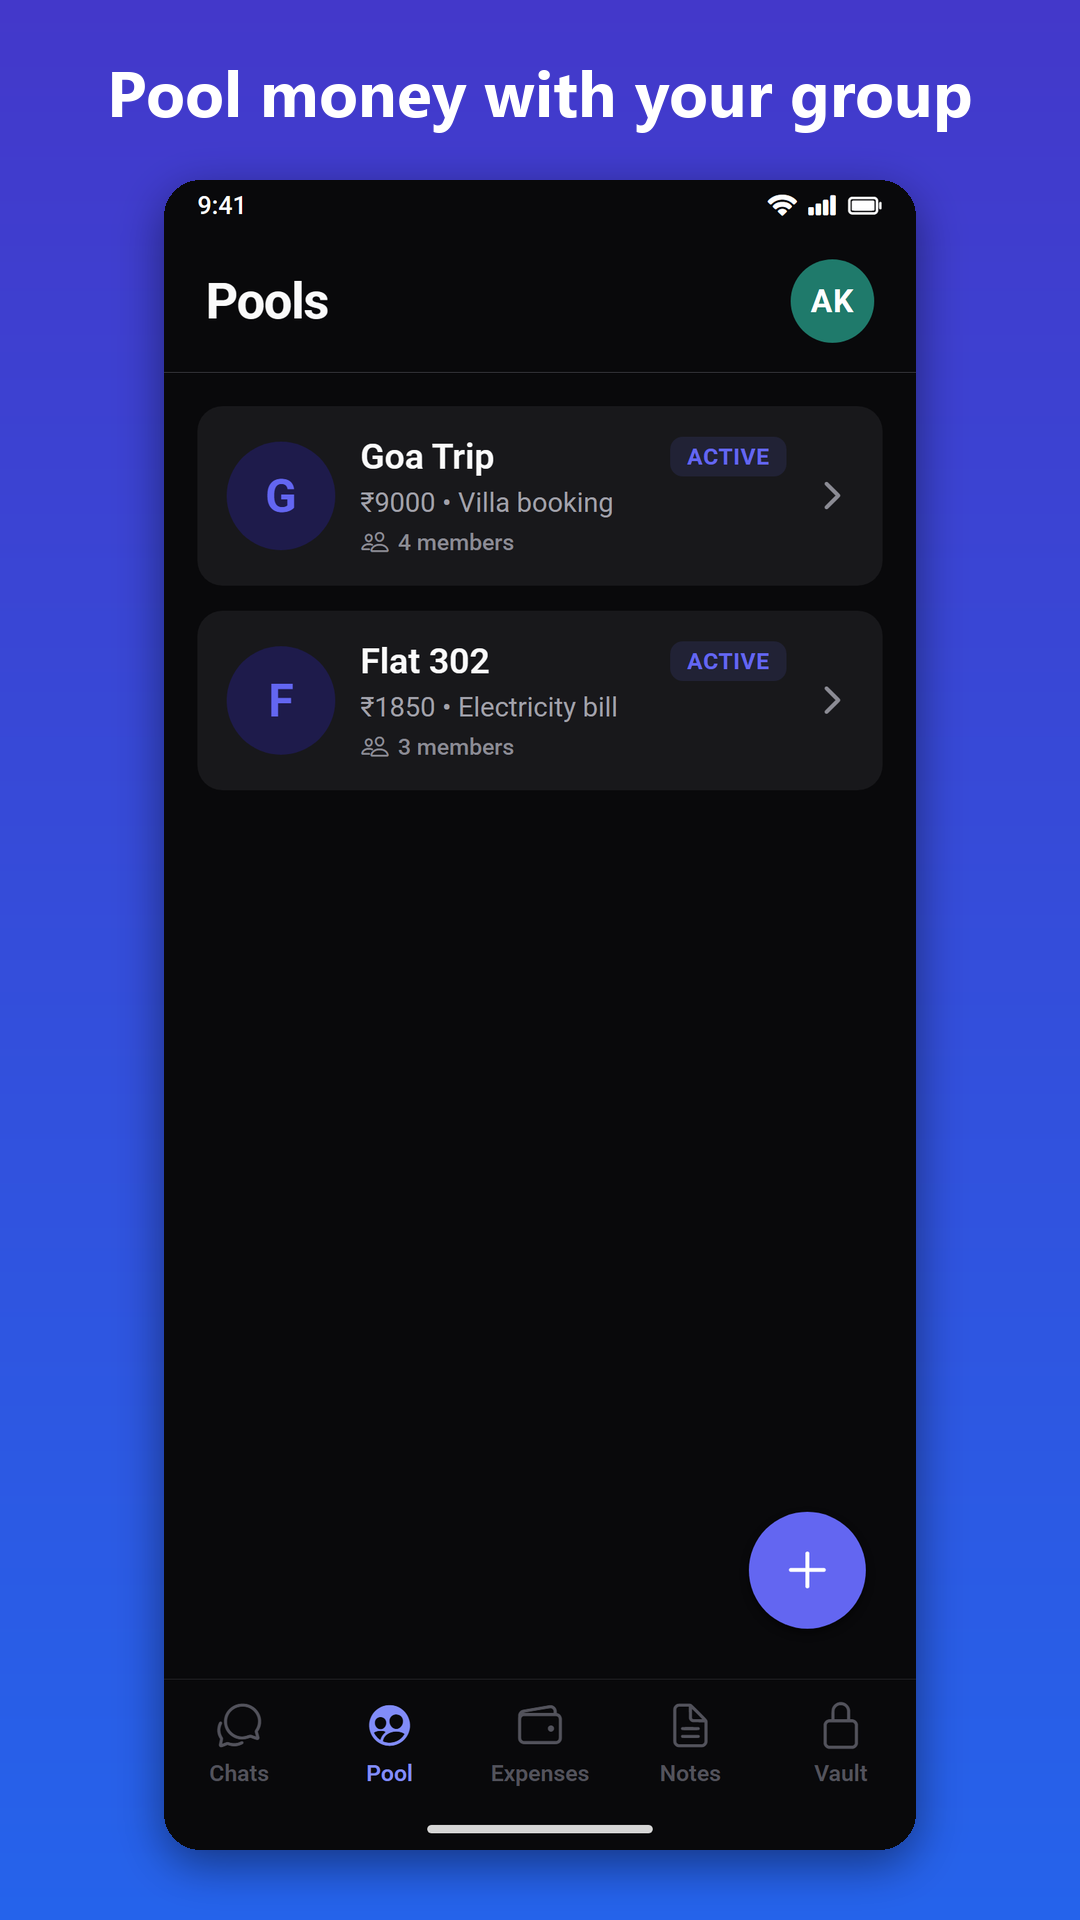 Pool money with your group
9:41
Pools
AK
G
Goa Trip
ACTIVE
₹9000 • Villa booking
4 members
F
Flat 302
ACTIVE
₹1850 • Electricity bill
3 members
Chats
Pool
Expenses
Notes
Vault